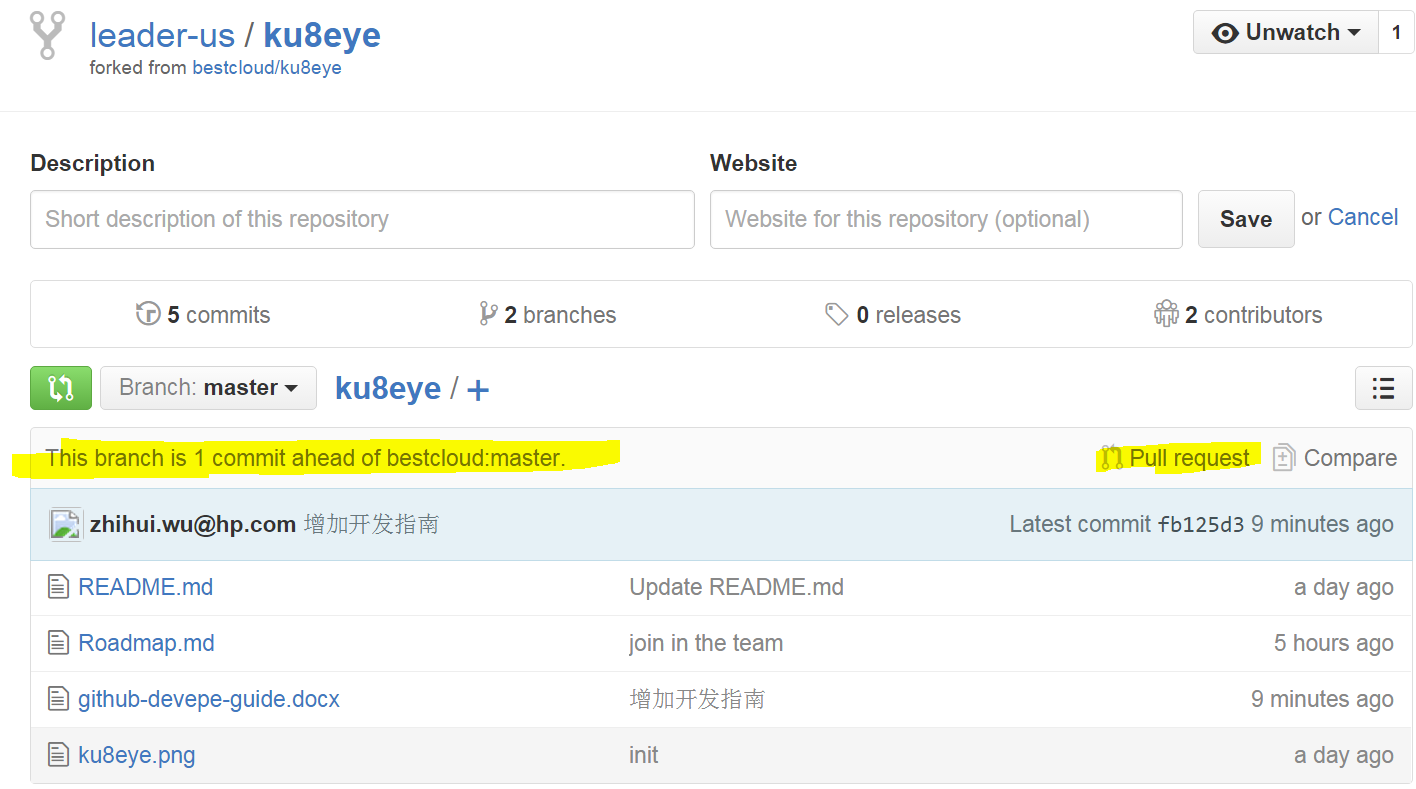 leader-us / ku8eye
Unwatch 1
forked from bestcloud/ku8eye
Description
Website
Short description of this repository
Website for this repository (optional)
Save or Cancel
5 commits
2 branches
0 releases
2 contributors
Branch: master
ku8eye / +
This branch is 1 commit ahead of bestcloud:master.
Pull request
Compare
zhihui.wu@hp.com 增加开发指南
Latest commit fb125d3 9 minutes ago
README.md Update README.md a day ago
Roadmap.md join in the team 5 hours ago
github-devepe-guide.docx 增加开发指南 9 minutes ago
ku8eye.png init a day ago